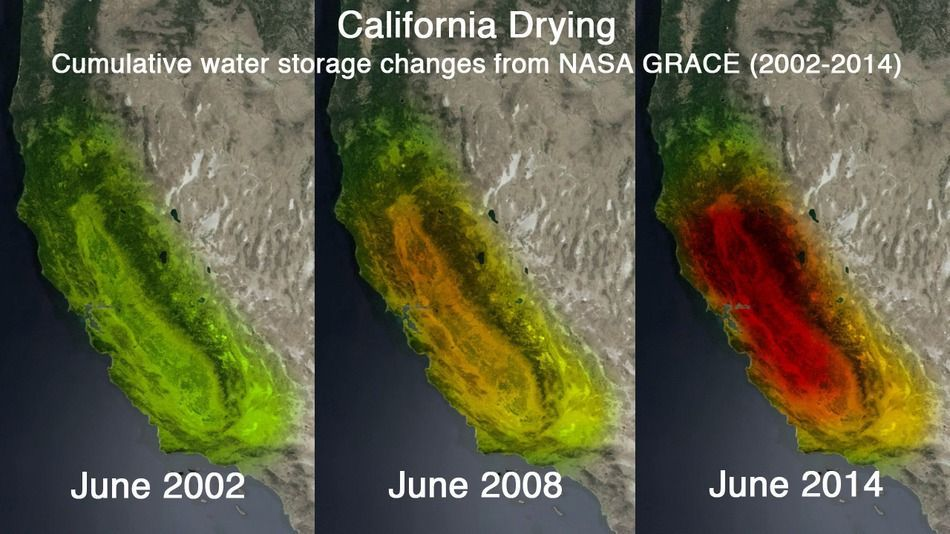 California Drying
Cumulative water storage changes from NASA GRACE (2002-2014)
June 2002
June 2008
June 2014